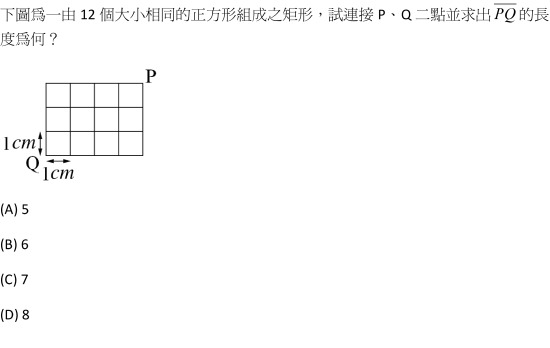 下圖爲一由 12 個大小相同的正方形組成之矩形，試連接 P、Q 二點並求出 PQ 的長
度爲何？
P
1cm
Q
1cm
(A) 5
(B) 6
(C) 7
(D) 8